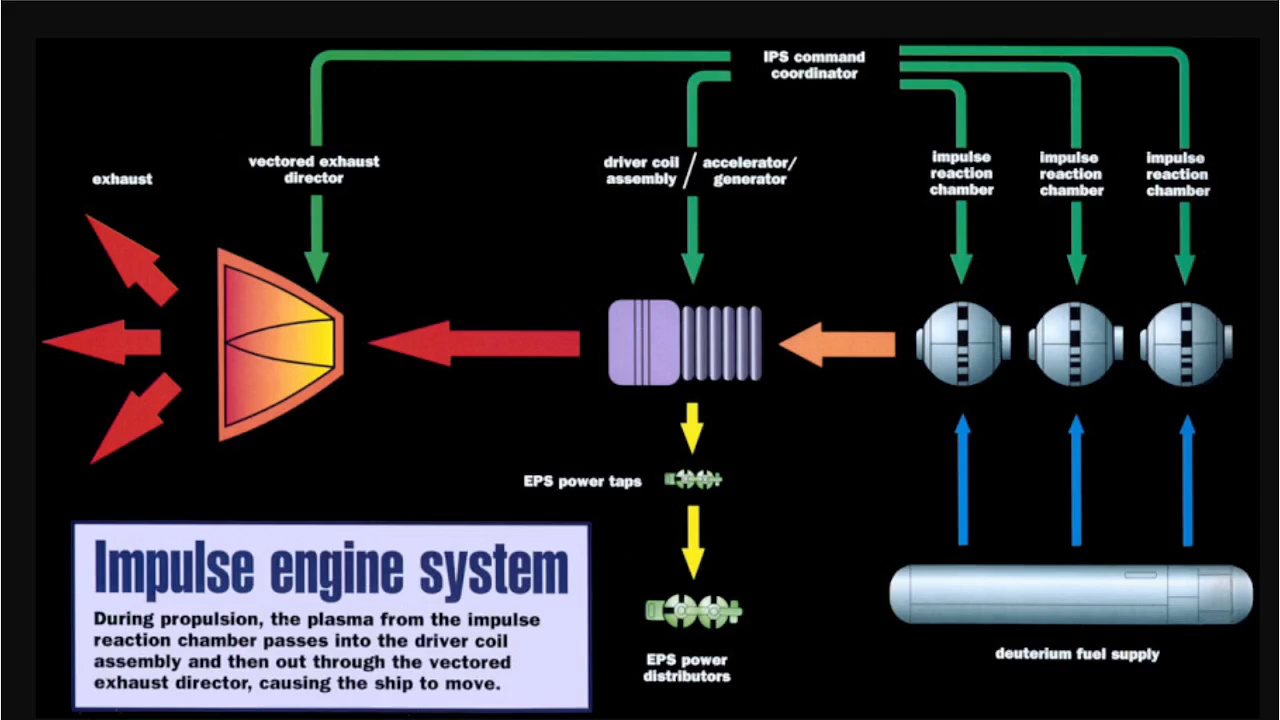 IPS command
coordinator
exhaust
vectored exhaust
director
driver coil
assembly
/
accelerator/
generator
impulse
reaction
chamber
impulse
reaction
chamber
impulse
reaction
chamber
EPS power taps
EPS power
distributors
deuterium fuel supply
Impulse engine system
During propulsion, the plasma from the impulse
reaction chamber passes into the driver coil
assembly and then out through the vectored
exhaust director, causing the ship to move.